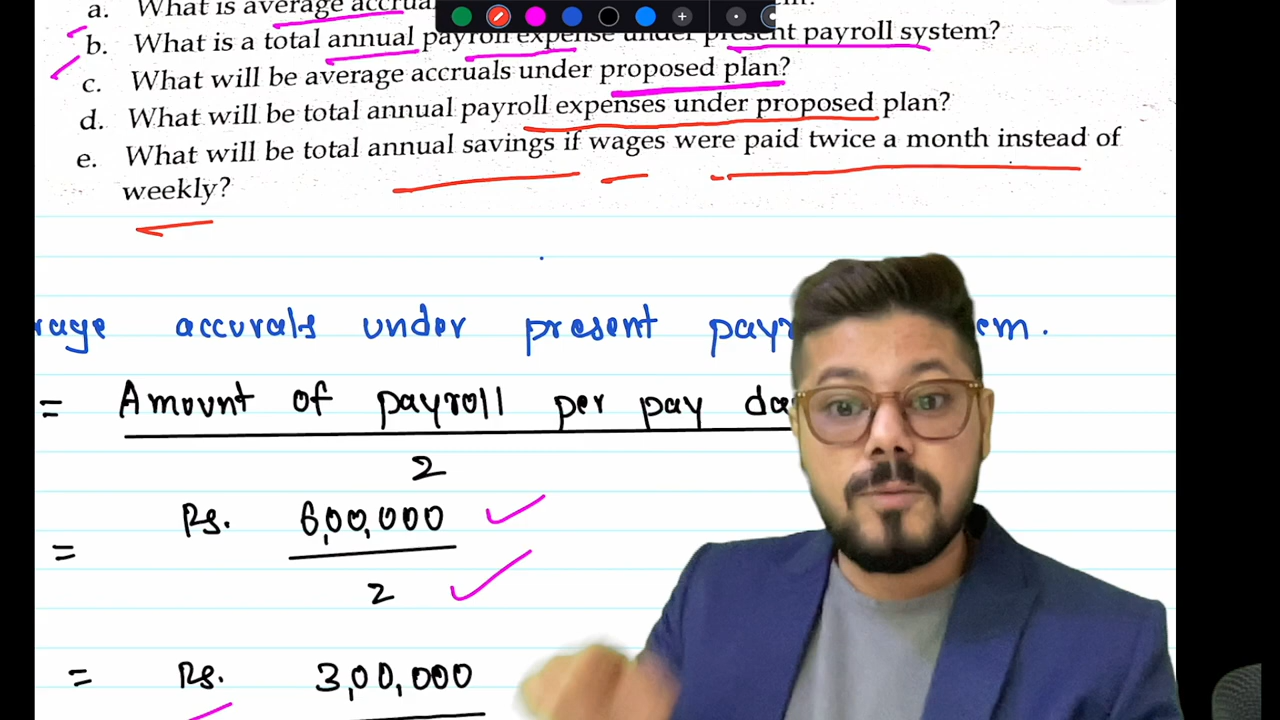 a. What is average
b. What is a total annual payroll expense under present payroll system?
c. What will be average accruals under proposed plan?
d. What will be total annual payroll expenses under proposed plan?
e. What will be total annual savings if wages were paid twice a month instead of
weekly?
accurals under present
= Amount of payroll per pay
2
Rs. 6,00,000
=
2
= Rs. 3,00,000